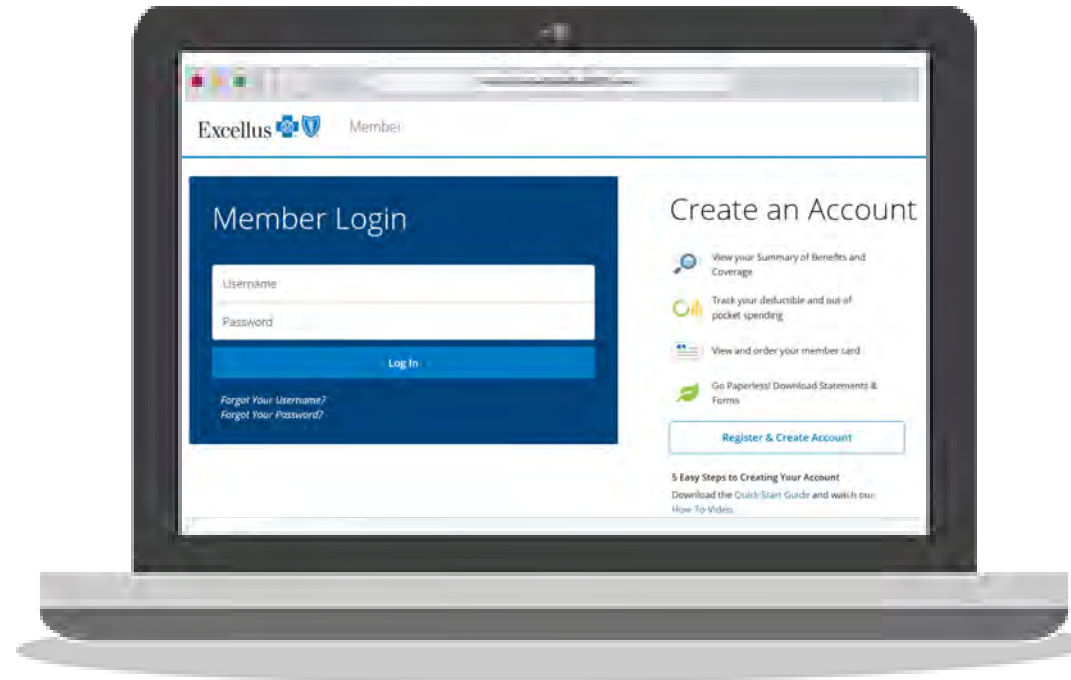 Excellus
Member
Member Login
Username
Password
Log In
Forgot Your Username?
Forgot Your Password?
Create an Account
View your Summary of Benefits and
Coverage
Track your deductible and out of
pocket spending
View and order your member card
Go Paperless! Download Statements &
Forms
Register & Create Account
5 Easy Steps to Creating Your Account
Download the Quick Start Guide and watch our
How To Video.